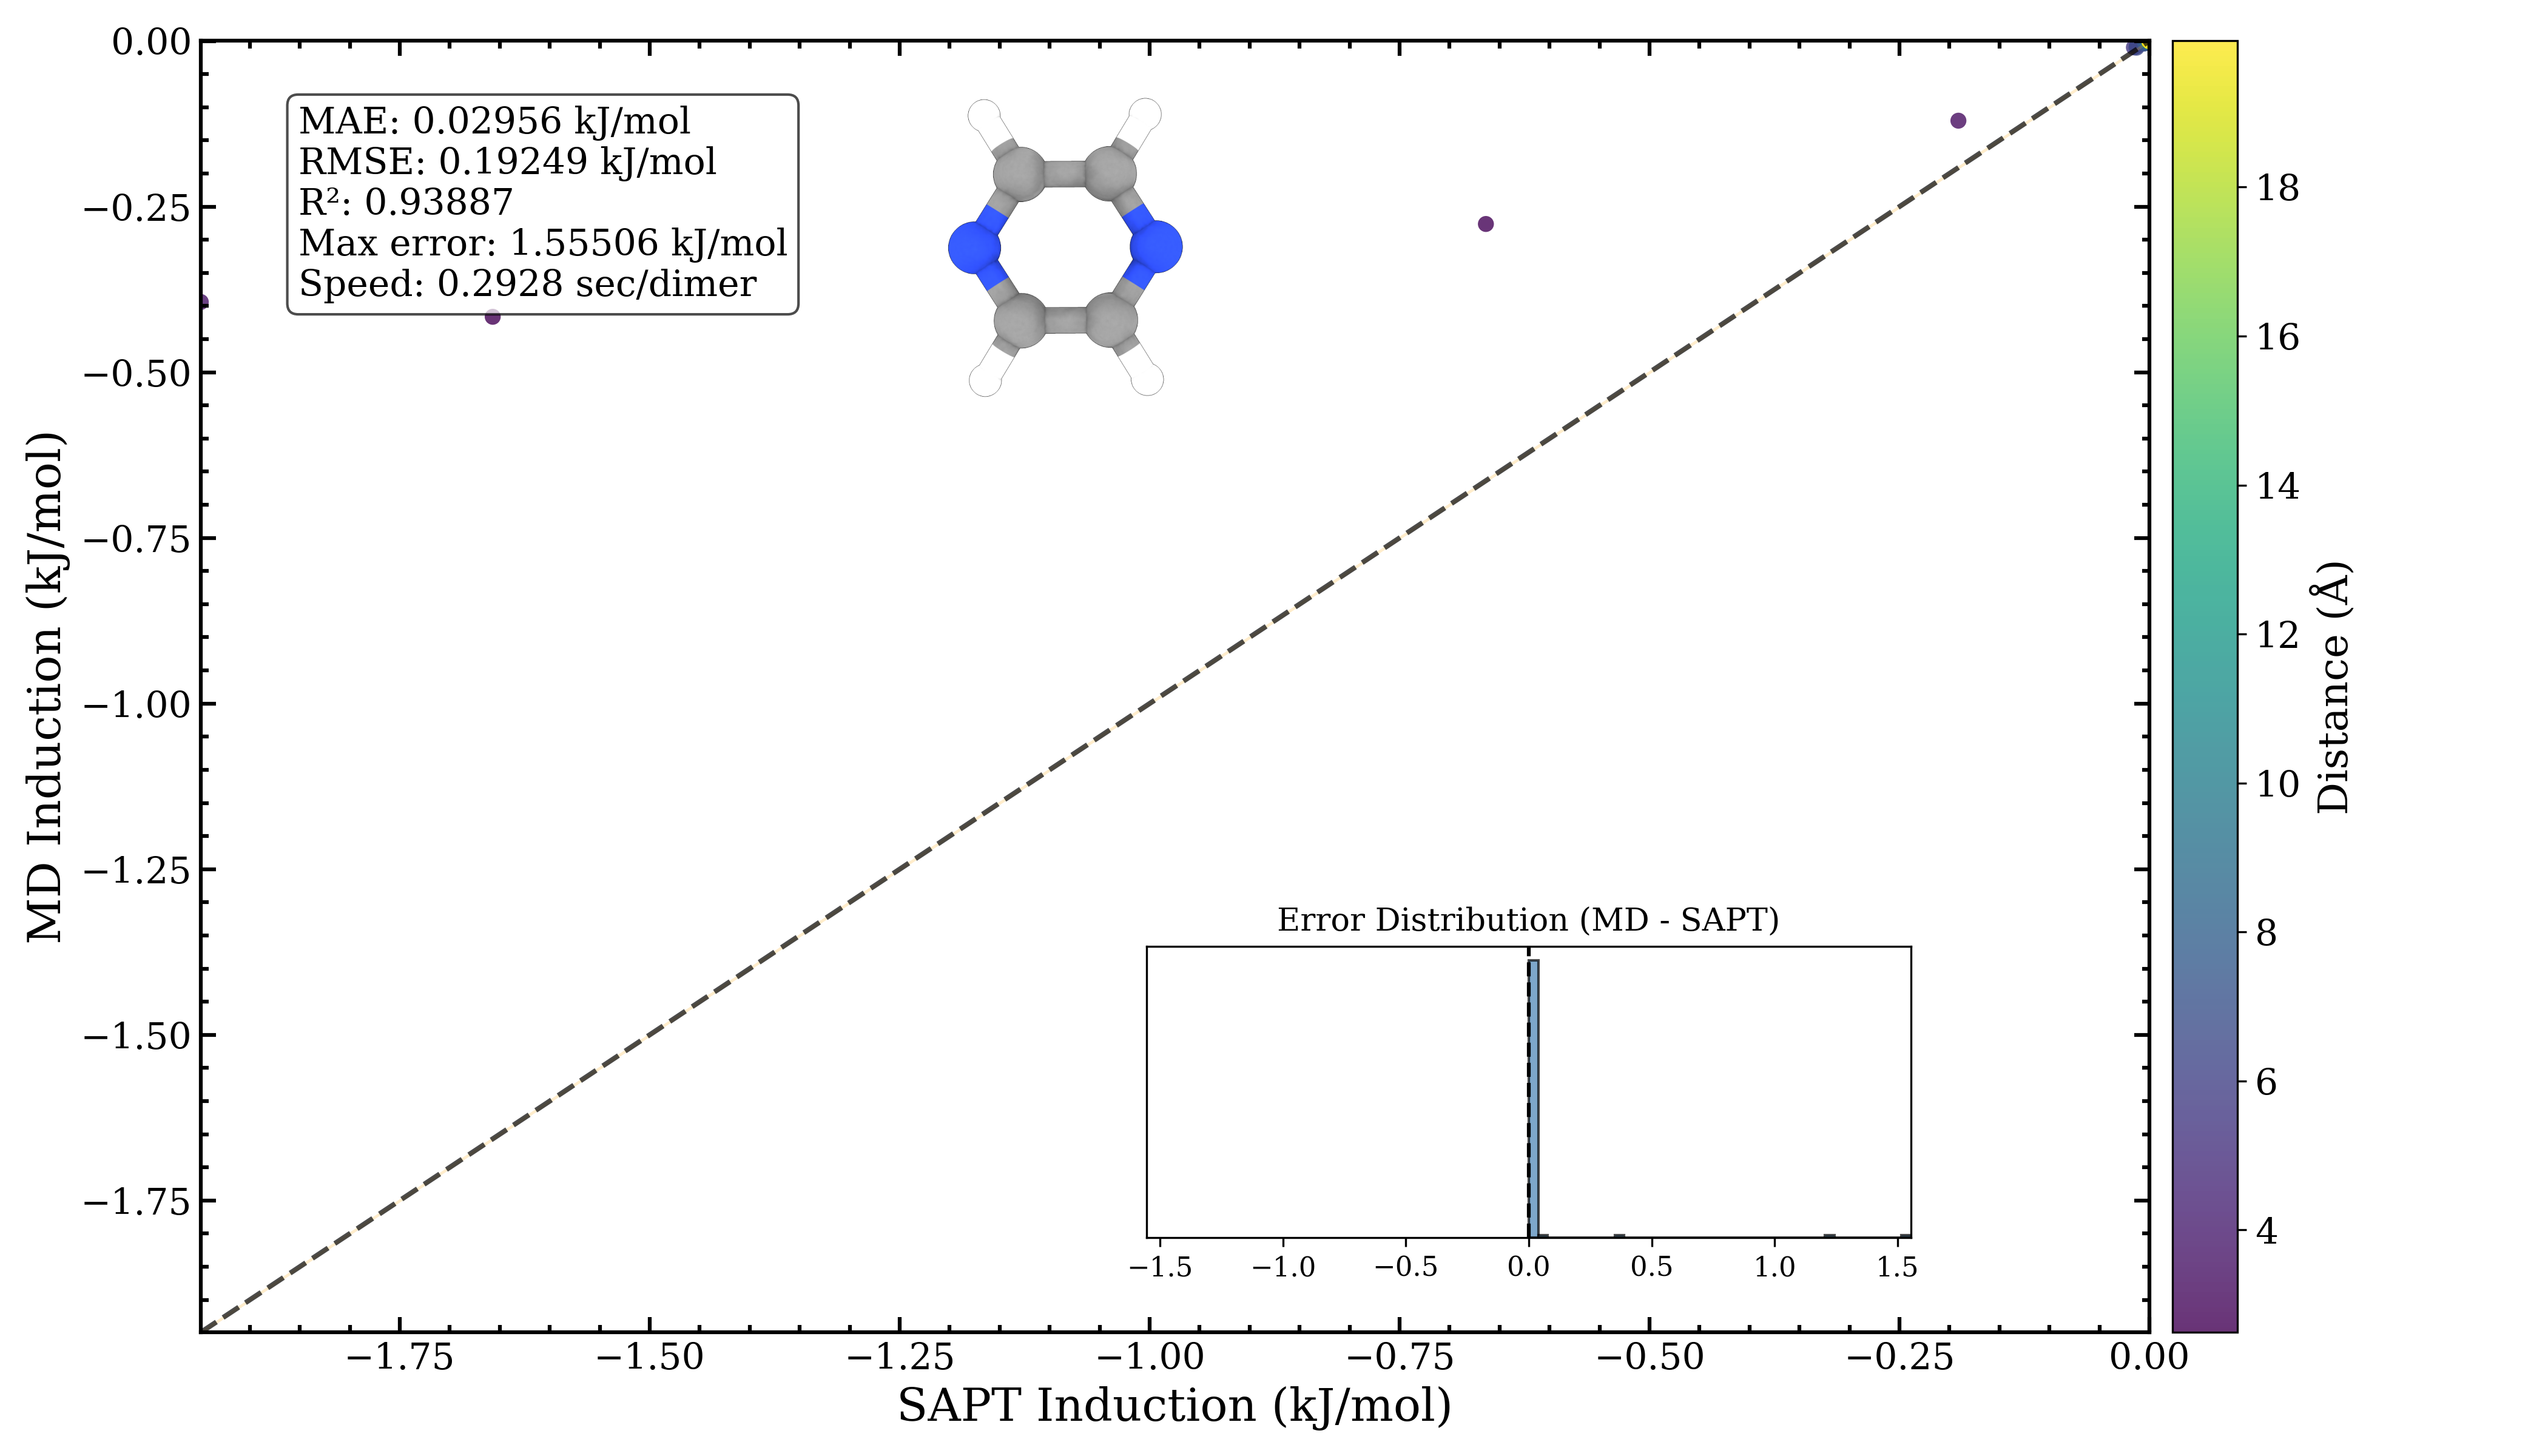 MAE: 0.02956 kJ/mol
RMSE: 0.19249 kJ/mol
R²: 0.93887
Max error: 1.55506 kJ/mol
Speed: 0.2928 sec/dimer
0.00
−0.25
−0.50
−0.75
−1.00
−1.25
−1.50
−1.75
MD Induction (kJ/mol)
Error Distribution (MD - SAPT)
−1.5 −1.0 −0.5 0.0 0.5 1.0 1.5
−1.75 −1.50 −1.25 −1.00 −0.75 −0.50 −0.25 0.00
SAPT Induction (kJ/mol)
18
16
14
12
10
8
6
4
Distance (Å)